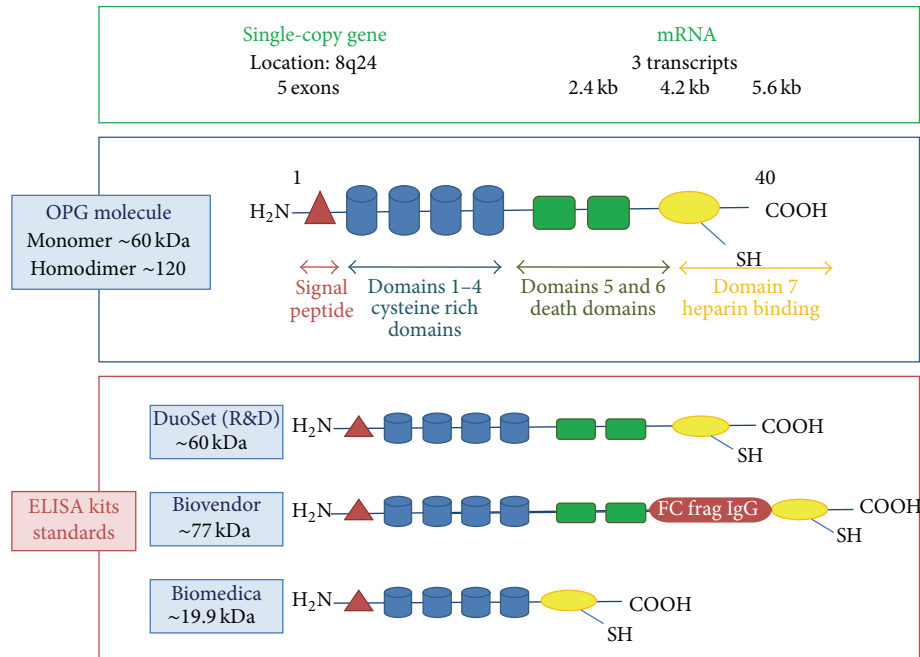 Single-copy gene
Location: 8q24
5 exons
mRNA
3 transcripts
2.4 kb 4.2 kb 5.6 kb
OPG molecule
Monomer ~60 kDa
Homodimer ~120
1 40
H₂N COOH
SH
Signal
peptide
Domains 1–4
cysteine rich
domains
Domains 5 and 6
death domains
Domain 7
heparin binding
ELISA kits
standards
DuoSet (R&D)
~60 kDa
H₂N COOH
SH
Biovendor
~77 kDa
H₂N FC frag IgG COOH
SH
Biomedica
~19.9 kDa
H₂N COOH
SH